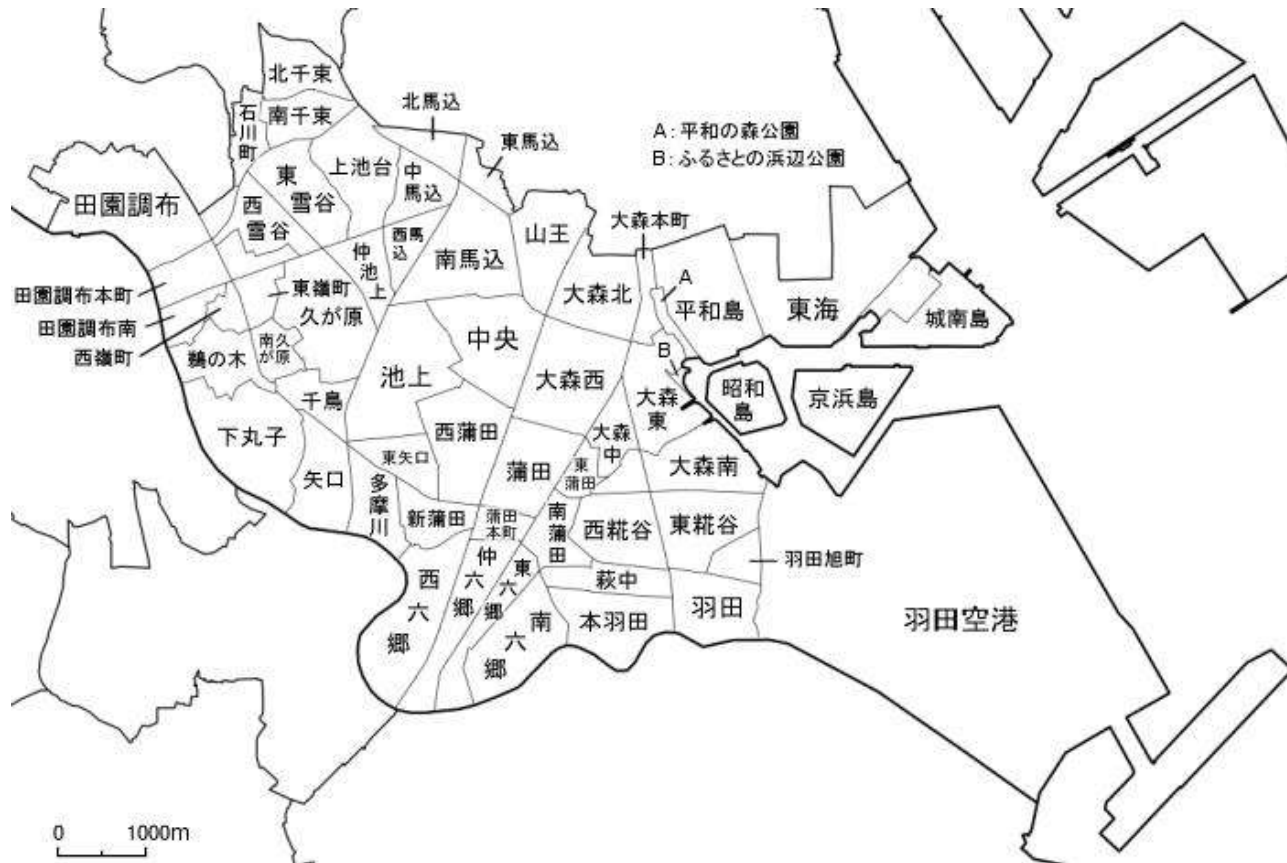 北千束
石川町
南千束
北馬込
東馬込
A:平和の森公園
B:ふるさとの浜辺公園
上池台
中馬込
東雪谷
西雪谷
田園調布
山王
大森本町
仲池上
西馬込
南馬込
大森北
A
平和島
東海
城南島
田園調布本町
東嶺町
久が原
田園調布南
西嶺町
鵜の木
南久が原
中央
B
池上
大森西
大森東
昭和島
京浜島
千鳥
下丸子
西蒲田
大森中
大森南
東矢口
矢口
蒲田
東蒲田
多摩川
新蒲田
蒲田本町
南蒲田
西糀谷
東糀谷
羽田旭町
西六郷
仲六郷
東六郷
萩中
南六郷
本羽田
羽田
羽田空港
0 1000m